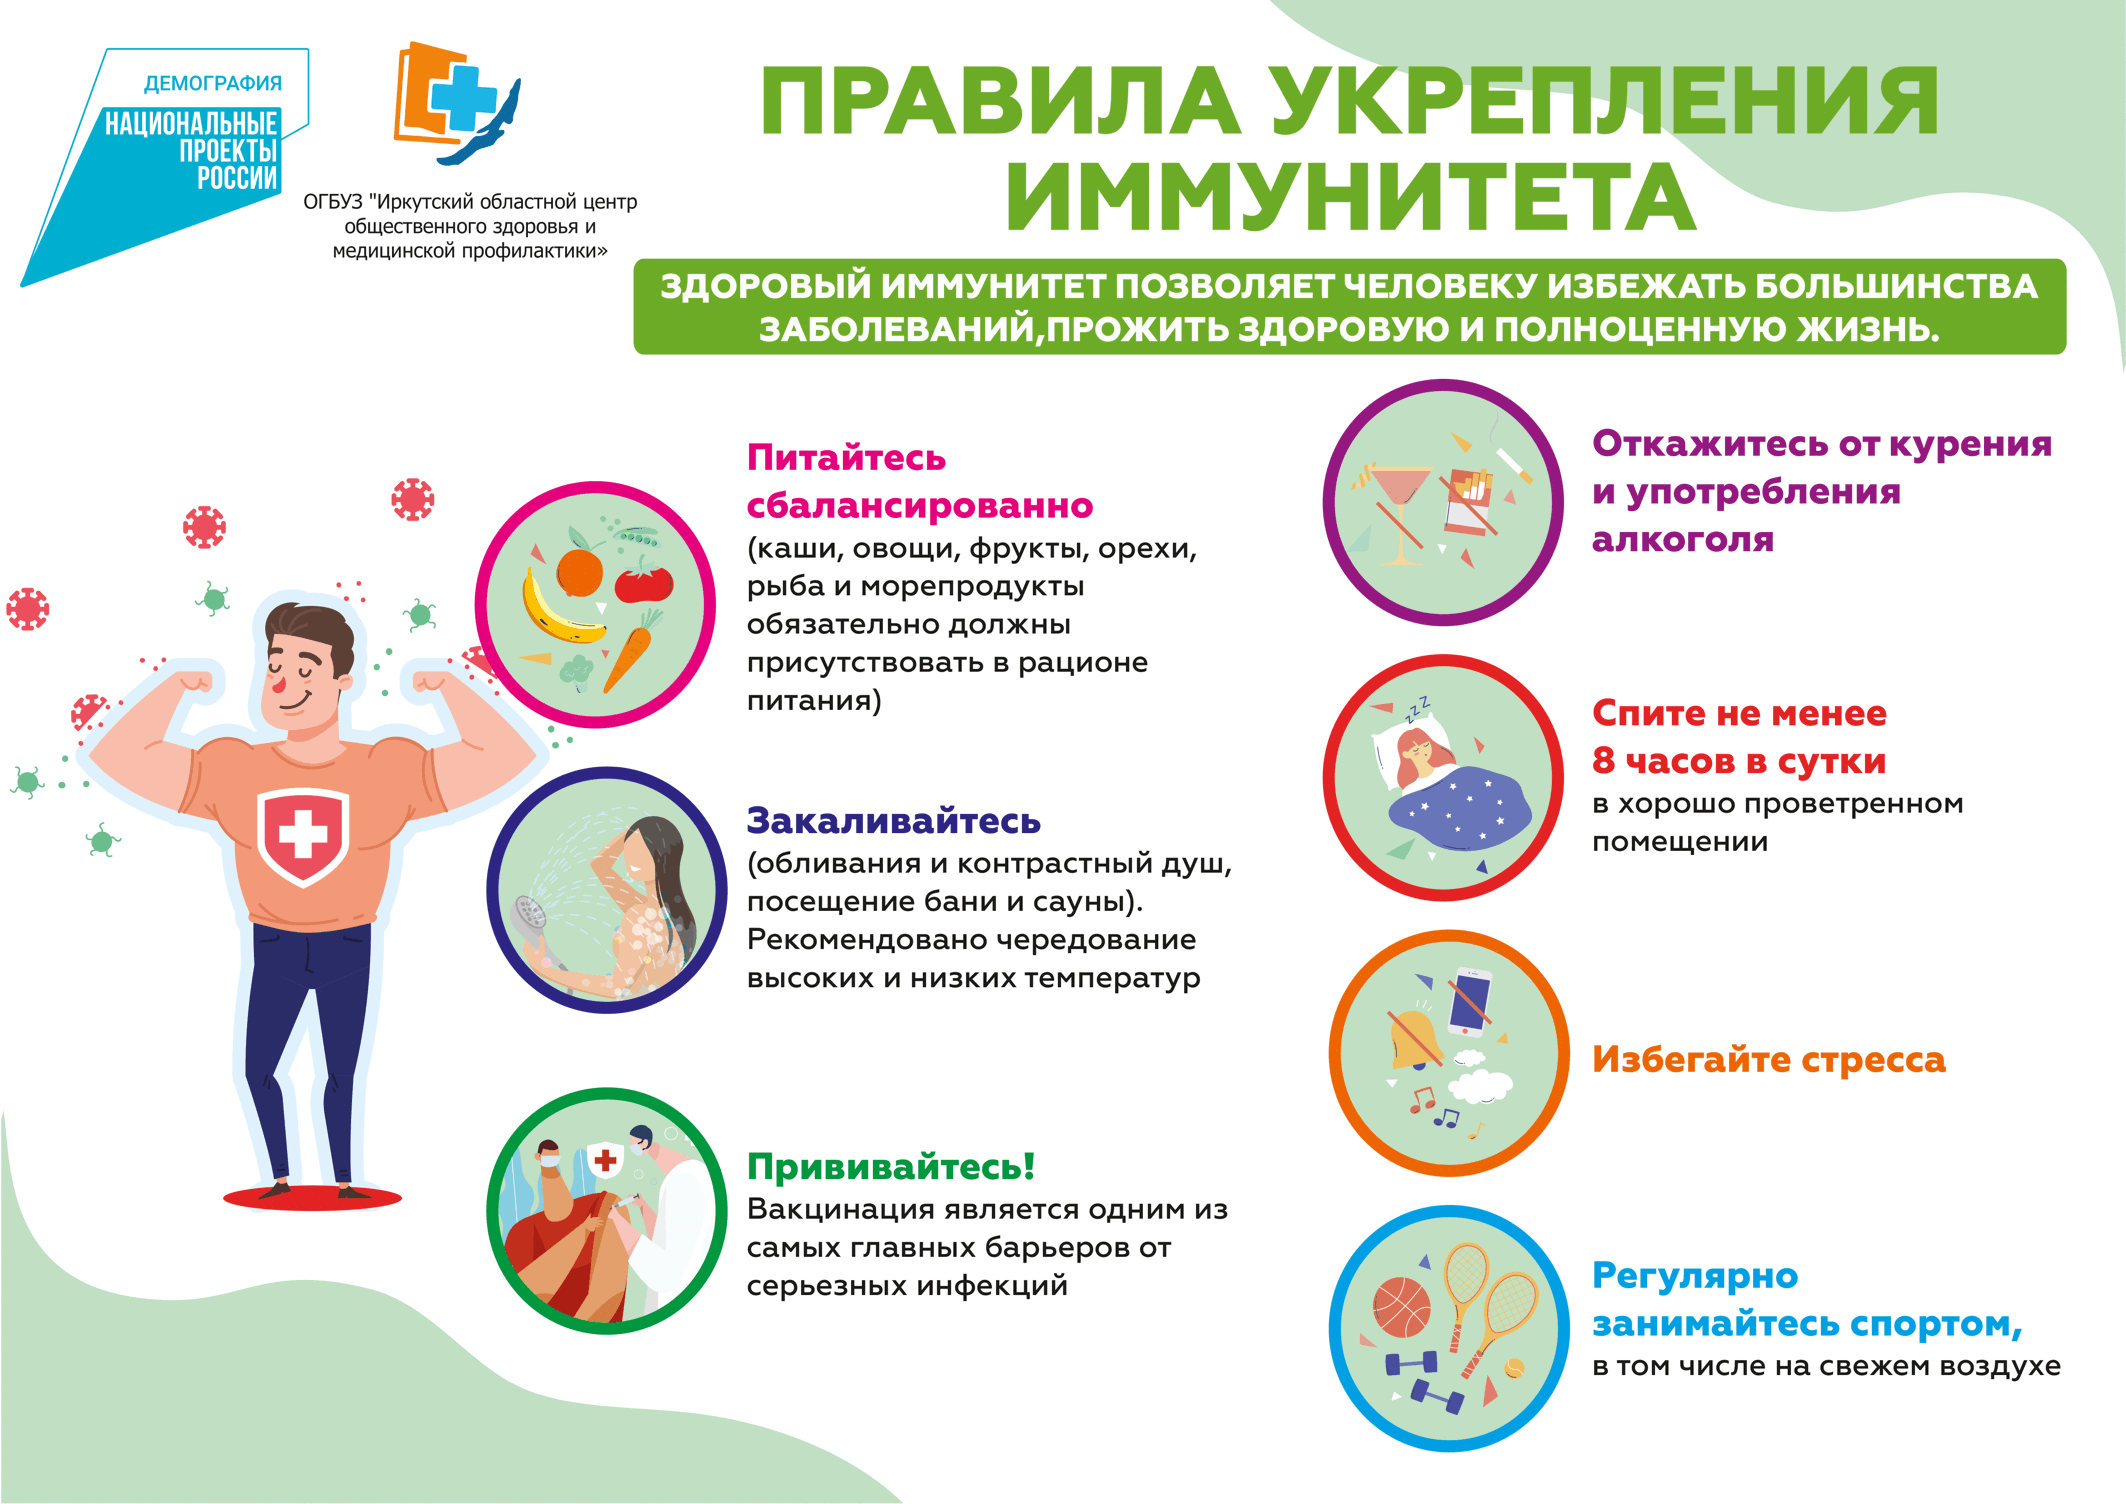 ДЕМОГРАФИЯ
НАЦИОНАЛЬНЫЕ
ПРОЕКТЫ
РОССИИ
ОГБУЗ "Иркутский областной центр
общественного здоровья и
медицинской профилактики»
ПРАВИЛА УКРЕПЛЕНИЯ
ИММУНИТЕТА
ЗДОРОВЫЙ ИММУНИТЕТ ПОЗВОЛЯЕТ ЧЕЛОВЕКУ ИЗБЕЖАТЬ БОЛЬШИНСТВА
ЗАБОЛЕВАНИЙ,ПРОЖИТЬ ЗДОРОВУЮ И ПОЛНОЦЕННУЮ ЖИЗНЬ.
Питайтесь
сбалансированно
(каши, овощи, фрукты, орехи,
рыба и морепродукты
обязательно должны
присутствовать в рационе
питания)
Закаливайтесь
(обливания и контрастный душ,
посещение бани и сауны).
Рекомендовано чередование
высоких и низких температур
Прививайтесь!
Вакцинация является одним из
самых главных барьеров от
серьезных инфекций
Откажитесь от курения
и употребления
алкоголя
zzz
Спите не менее
8 часов в сутки
в хорошо проветренном
помещении
Избегайте стресса
Регулярно
занимайтесь спортом,
в том числе на свежем воздухе